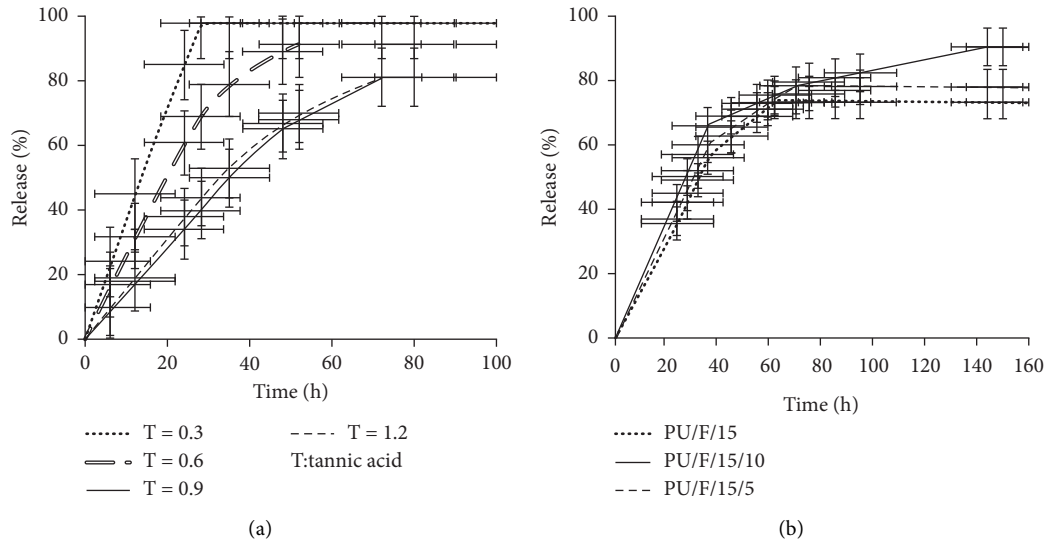 100
80
60
40
20
0
Release (%)
0 20 40 60 80 100
Time (h)
T = 0.3
T = 0.6
T = 0.9
T = 1.2
T:tannic acid
(a)
100
80
60
40
20
0
Release (%)
0 20 40 60 80 100 120 140 160
Time (h)
PU/F/15
PU/F/15/10
PU/F/15/5
(b)